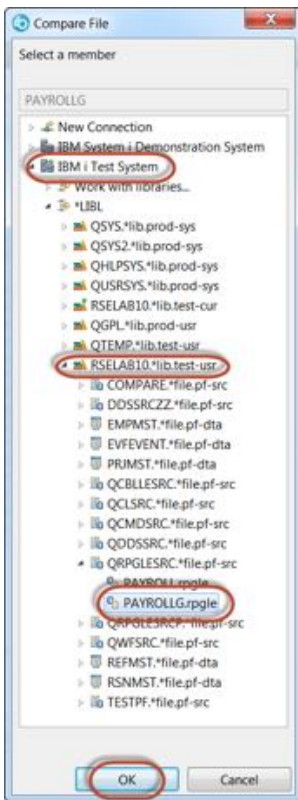 Compare File
Select a member
PAYROLLG
New Connection
IBM System i Demonstration System
IBM i Test System
Work with libraries...
*LIBL
QSYS.*lib.prod-sys
QSYS2.*lib.prod-sys
QHLPSYS.*lib.prod-sys
QUSRSYS.*lib.prod-sys
RSELAB10.*lib.test-cur
QGPL.*lib.prod-usr
QTEMP.*lib.test-usr
RSELAB10.*lib.test-usr
COMPARE.*file.pf-src
DDSSRCZZ.*file.pf-src
EMPMST.*file.pf-dta
EVFEVENT.*file.pf-dta
PRJMST.*file.pf-dta
QCBLLESRC.*file.pf-src
QCLSRC.*file.pf-src
QCMDSRC.*file.pf-src
QDDSSRC.*file.pf-src
QRPGLESRC.*file.pf-src
PAYROLL.rpgle
PAYROLLG.rpgle
QRPGLESRCP.*file.pf-src
QWFSRC.*file.pf-src
REFMST.*file.pf-dta
RSNMST.*file.pf-dta
TESTPF.*file.pf-src
OK Cancel